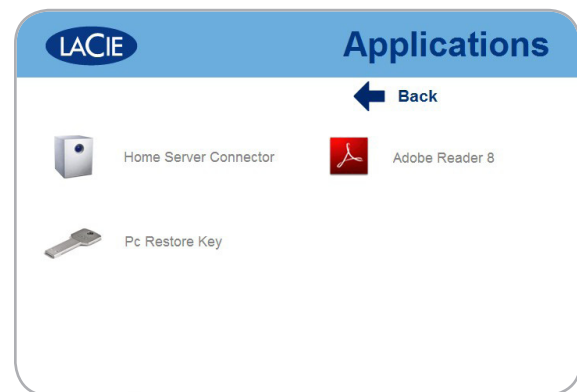 LACIE
Applications
Back
Home Server Connector
Adobe Reader 8
Pc Restore Key